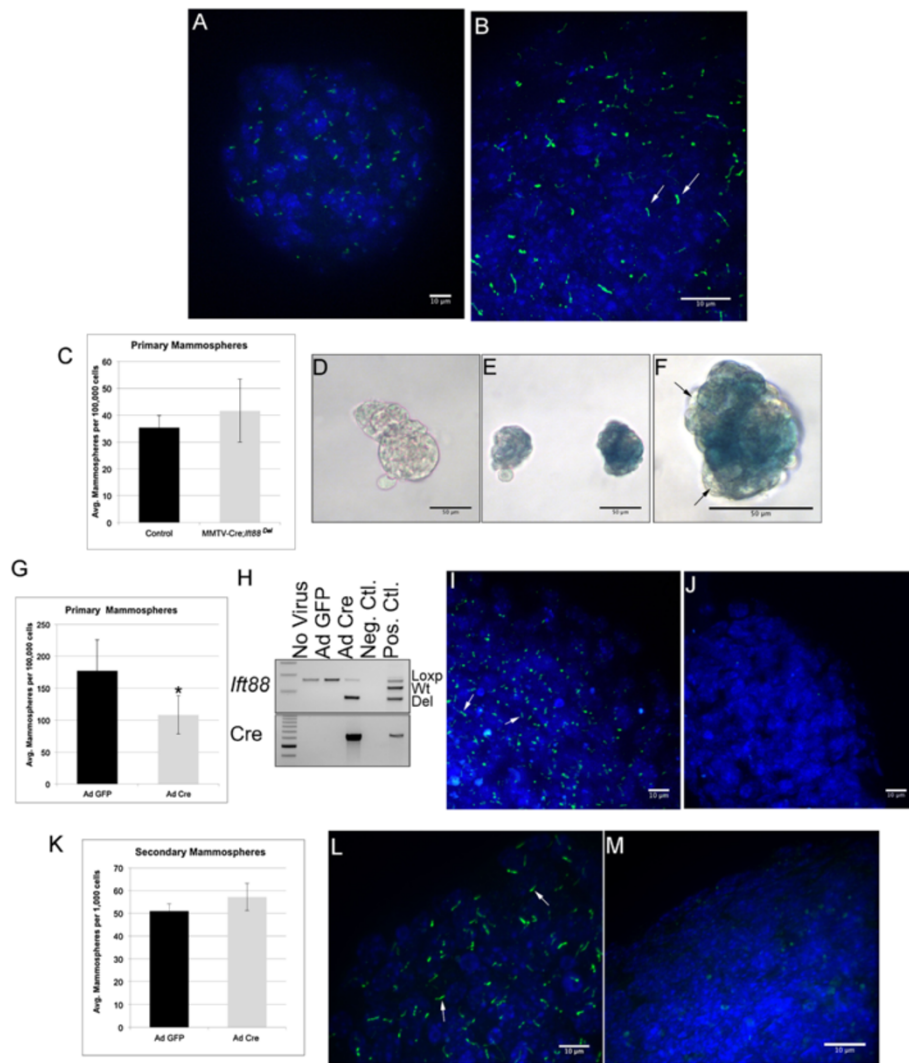 A
B
10 µm
10 µm
C
Primary Mammospheres
Avg. Mammospheres per 100,000 cells
60
50
40
30
20
10
0
Control
MMTV-Cre;Ift88 Del
D
50 µm
E
50 µm
F
50 µm
G
Primary Mammospheres
Avg. Mammospheres per 100,000 cells
250
200
150
100
50
0
*
Ad GFP
Ad Cre
H
No Virus
Ad GFP
Ad Cre
Neg. Ctl.
Pos. Ctl.
Ift88
Loxp
Wt
Del
Cre
I
10 µm
J
10 µm
K
Secondary Mammospheres
Avg. Mammospheres per 1,000 cells
70
60
50
40
30
20
10
0
Ad GFP
Ad Cre
L
10 µm
M
10 µm